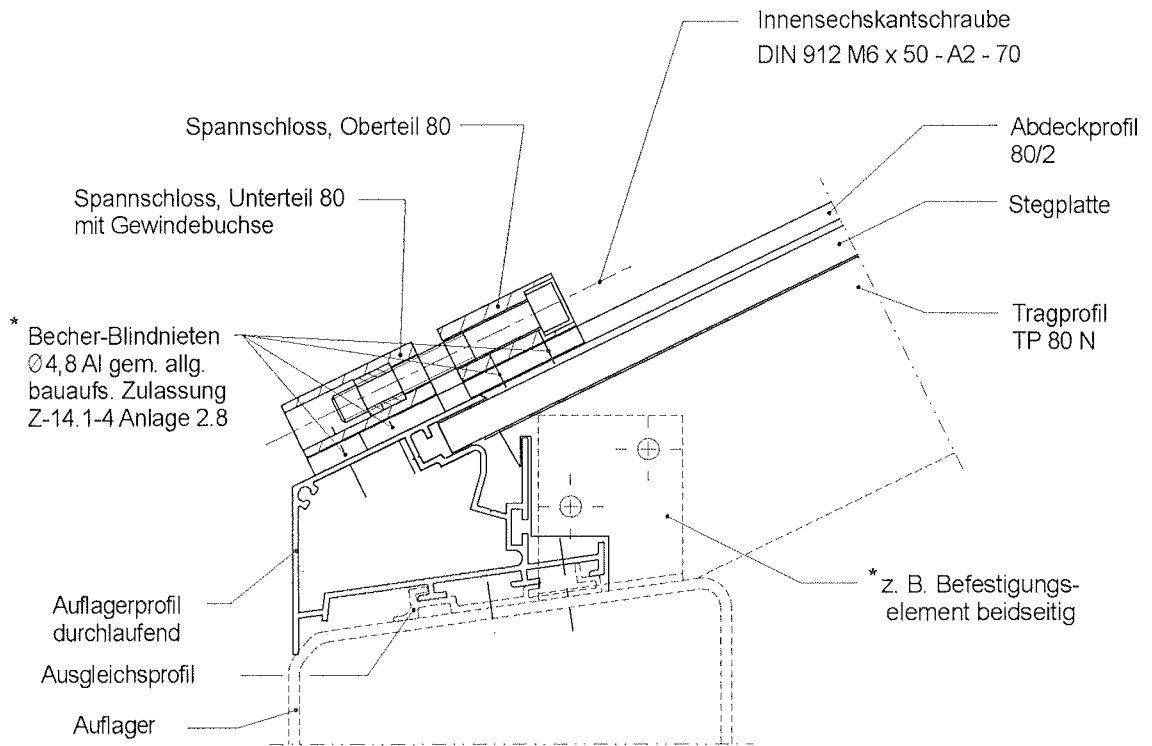 Innensechskantschraube
DIN 912 M6 x 50 - A2 - 70
Spannschloss, Oberteil 80
Abdeckprofil
80/2
Spannschloss, Unterteil 80
mit Gewindebuchse
Stegplatte
* Becher-Blindnieten
Ø4,8 Al gem. allg.
bauaufs. Zulassung
Z-14.1-4 Anlage 2.8
Tragprofil
TP 80 N
* z. B. Befestigungs-
element beidseitig
Auflagerprofil
durchlaufend
Ausgleichsprofil
Auflager